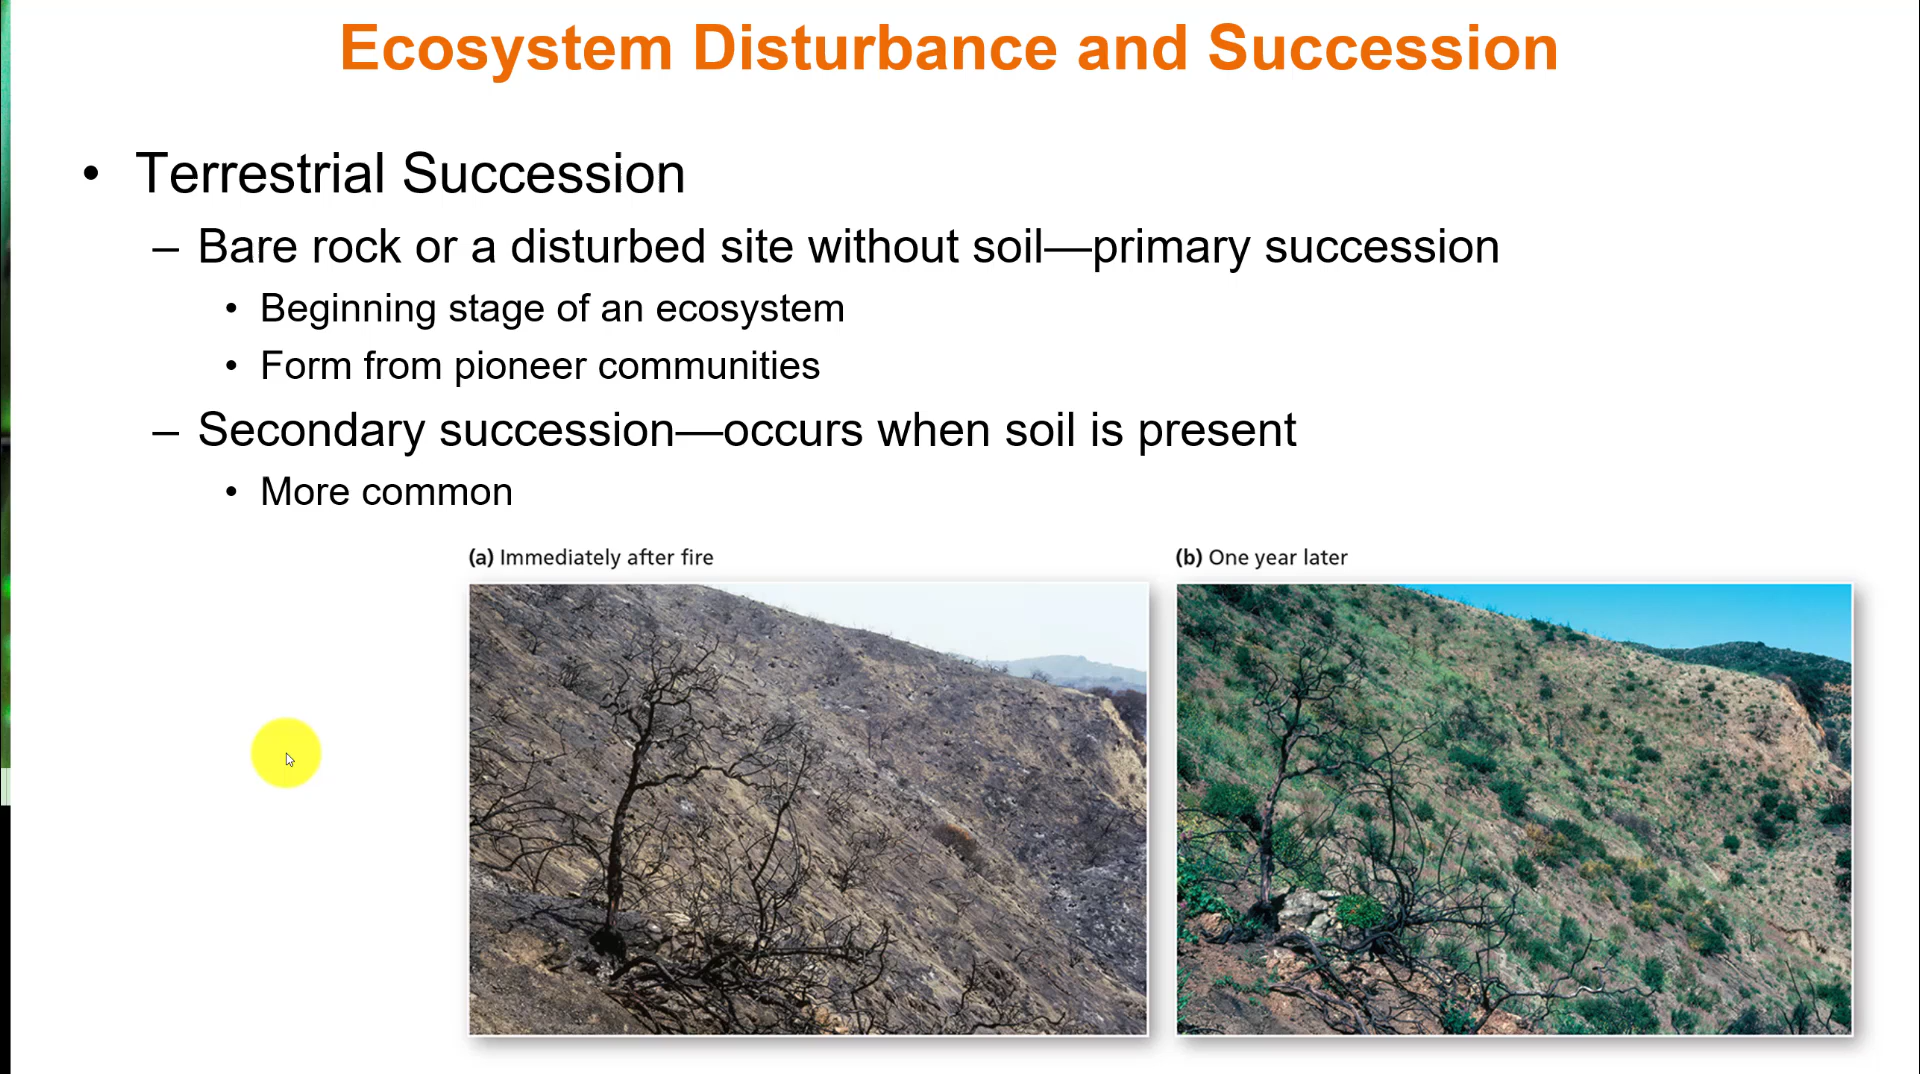 Ecosystem Disturbance and Succession
• Terrestrial Succession
– Bare rock or a disturbed site without soil—primary succession
• Beginning stage of an ecosystem
• Form from pioneer communities
– Secondary succession—occurs when soil is present
• More common
(a) Immediately after fire
(b) One year later